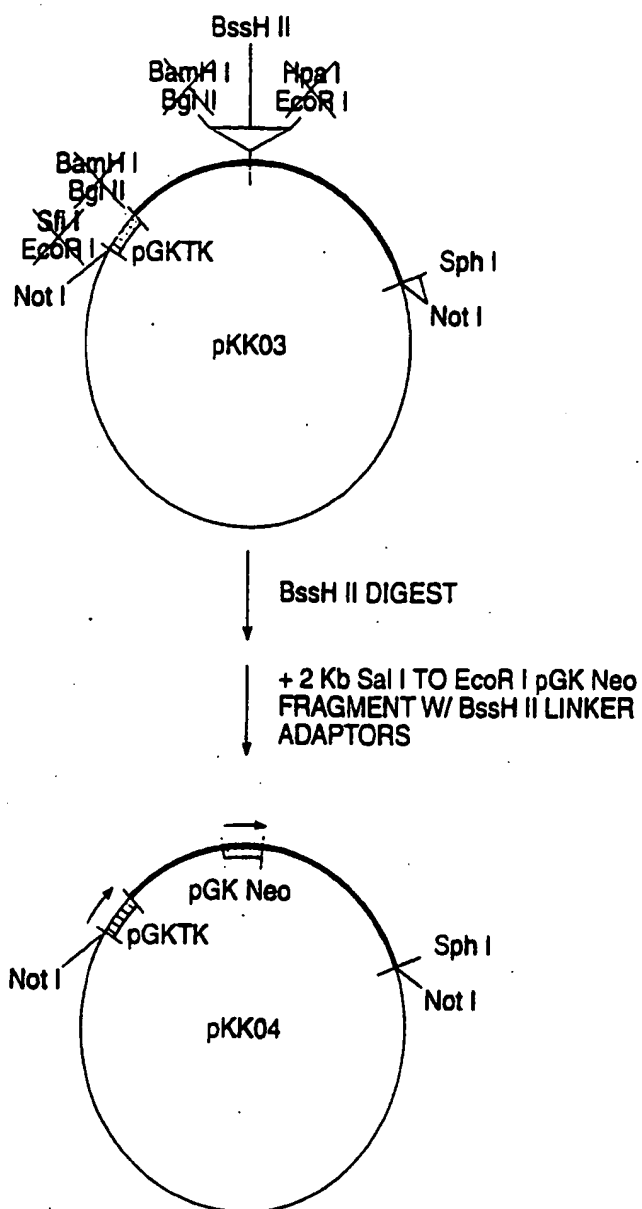 BssH II
BamH I
Bgl II
Hpa I
EcoR I
BamH I
Bgl II
Sfi I
EcoR I
pGKTK
Not I
Sph I
Not I
pKK03
BssH II DIGEST
+ 2 Kb Sal I TO EcoR I pGK Neo
FRAGMENT W/ BssH II LINKER
ADAPTORS
pGK Neo
pGKTK
Not I
Sph I
Not I
pKK04